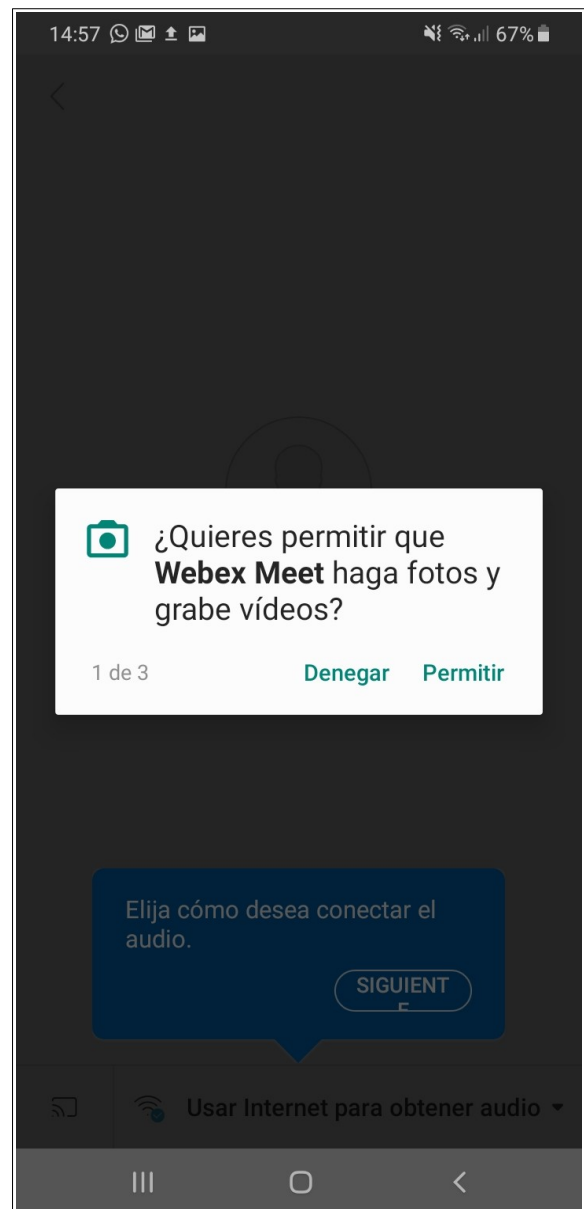 14:57 67%
¿Quieres permitir que
Webex Meet haga fotos y
grabe vídeos?
1 de 3 Denegar Permitir
Elija cómo desea conectar el
audio.
SIGUIENT
E
Usar Internet para obtener audio